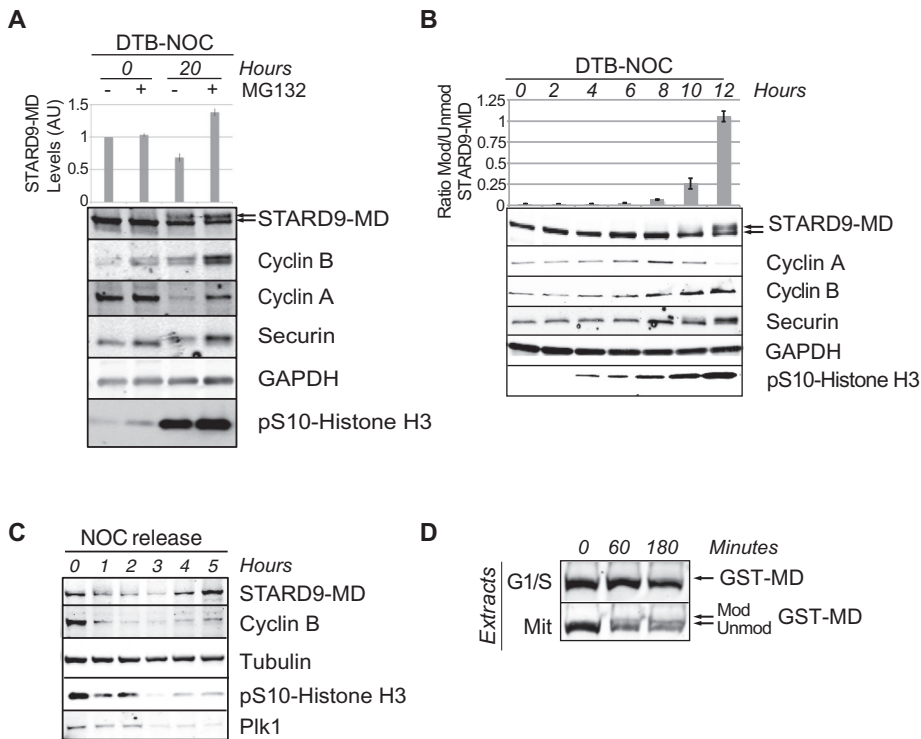 A
DTB-NOC
0 20 Hours
- + - + MG132
STARD9-MD
Levels (AU)
1.5
1
0.5
0
STARD9-MD
Cyclin B
Cyclin A
Securin
GAPDH
pS10-Histone H3
B
DTB-NOC
0 2 4 6 8 10 12 Hours
Ratio Mod/Unmod
STARD9-MD
1.25
1
0.75
0.5
0.25
0
STARD9-MD
Cyclin A
Cyclin B
Securin
GAPDH
pS10-Histone H3
C
NOC release
0 1 2 3 4 5 Hours
STARD9-MD
Cyclin B
Tubulin
pS10-Histone H3
Plk1
D
0 60 180 Minutes
Extracts
G1/S GST-MD
Mit Mod
Unmod GST-MD